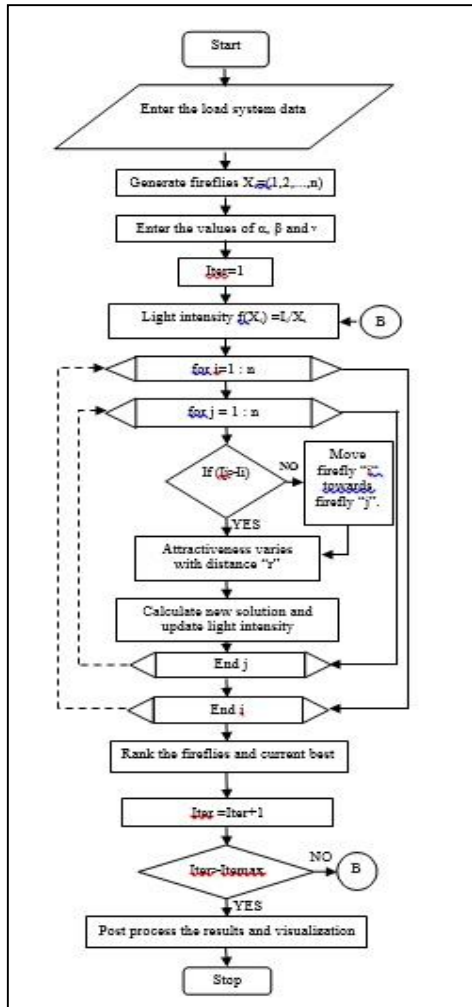 Start
Enter the load system data
Generate fireflies Xᵢ=(1,2,...,n)
Enter the values of α, β and γ
Iter=1
Light intensity f(Xᵢ) =I/Xᵢ
B
for i=1 : n
for j = 1 : n
If (Ij>Ii)
NO
Move
firefly "i"
towards
firefly "j".
YES
Attractiveness varies
with distance "r"
Calculate new solution and
update light intensity
End j
End i
Rank the fireflies and current best
Iter =Iter+1
Iter>Itemax
NO
B
YES
Post process the results and visualization
Stop